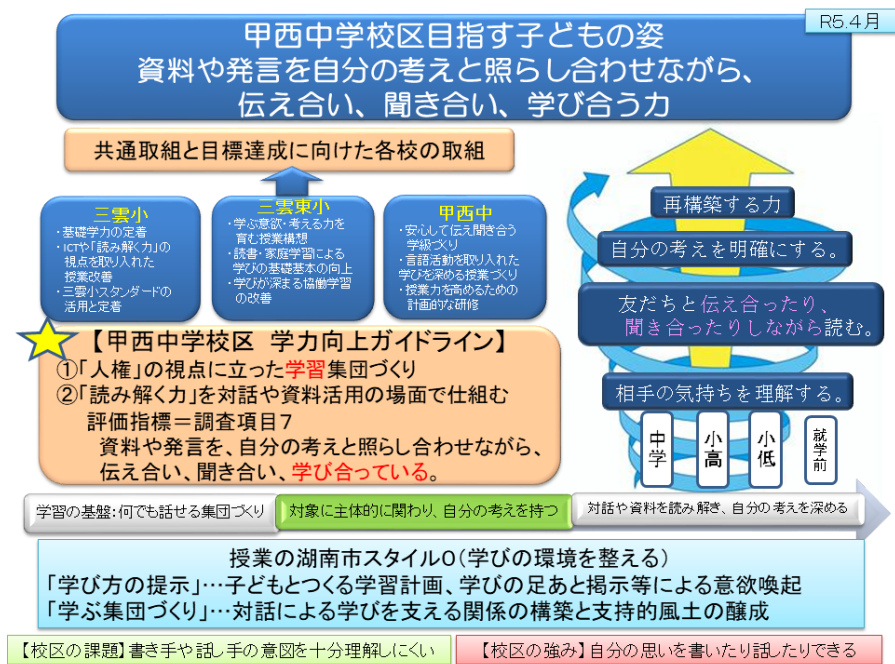 R5.4月
甲西中学校区目指す子どもの姿
資料や発言を自分の考えと照らし合わせながら、
伝え合い、聞き合い、学び合う力
共通取組と目標達成に向けた各校の取組
三雲小
・基礎学力の定着
・ICTや「読み解く力」の
視点を取り入れた
授業改善
・三雲小スタンダードの
活用と定着
三雲東小
・学ぶ意欲・考える力を
育む授業構想
・読書・家庭学習による
学びの基礎基本の向上
・学びが深まる協働学習
の改善
甲西中
・安心して伝え聞き合う
学級づくり
・言語活動を取り入れた
学びを深める授業づくり
・授業力を高めるための
計画的な研修
再構築する力
自分の考えを明確にする。
友だちと伝え合ったり、
聞き合ったりしながら読む。
相手の気持ちを理解する。
中学
小高
小低
就学前
【甲西中学校区 学力向上ガイドライン】
①「人権」の視点に立った学習集団づくり
②「読み解く力」を対話や資料活用の場面で仕組む
評価指標＝調査項目7
資料や発言を、自分の考えと照らし合わせながら、
伝え合い、聞き合い、学び合っている。
学習の基盤:何でも話せる集団づくり
対象に主体的に関わり、自分の考えを持つ
対話や資料を読み解き、自分の考えを深める
授業の湖南市スタイル0(学びの環境を整える)
「学び方の提示」…子どもとつくる学習計画、学びの足あと掲示等による意欲喚起
「学ぶ集団づくり」…対話による学びを支える関係の構築と支持的風土の醸成
【校区の課題】書き手や話し手の意図を十分理解しにくい
【校区の強み】自分の思いを書いたり話したりできる